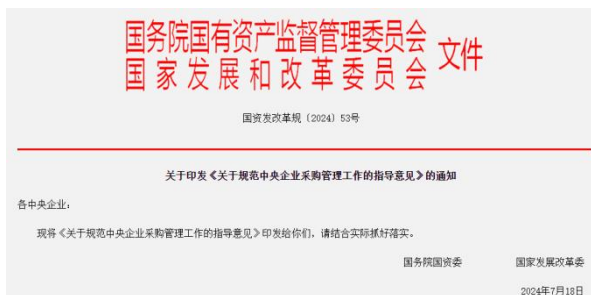 国务院国有资产监督管理委员会
国家发展和改革委员会
文件
国资发改革规〔2024〕53号
关于印发《关于规范中央企业采购管理工作的指导意见》的通知
各中央企业：
现将《关于规范中央企业采购管理工作的指导意见》印发给你们，请结合实际抓好落实。
国务院国资委 国家发展改革委
2024年7月18日